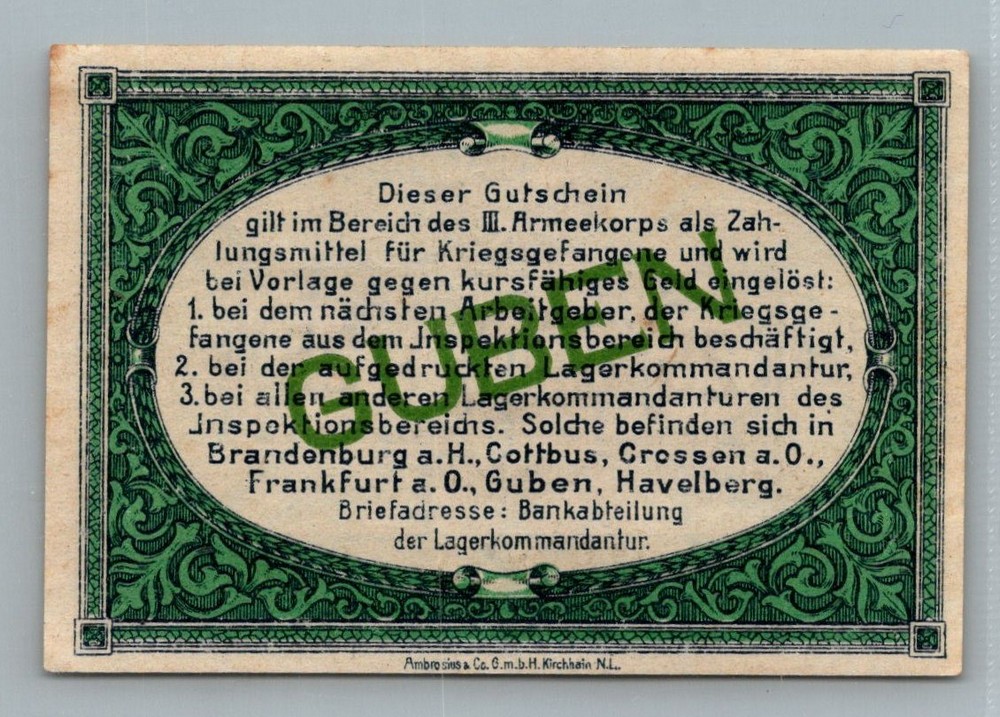 Dieser Gutschein
gilt im Bereich des III. Armeekorps als Zah-
lungsmittel für Kriegsgefangene und wird
bei Vorlage gegen kursfähiges Geld eingelöst:
1. bei dem nächsten Arbeitgeber, der Kriegsge-
fangene aus dem Inspektionsbereich beschäftigt,
2. bei der aufgedruckten Lagerkommandantur,
3. bei allen anderen Lagerkommandanturen des
Inspektionsbereichs. Solche befinden sich in
Brandenburg a.H., Cottbus, Crossen a.O.,
Frankfurt a.O., Guben, Havelberg.
Briefadresse: Bankabteilung
der Lagerkommandantur.
GUBEN
Ambrosius & Co. G.m.b.H. Kirchhain N.L.